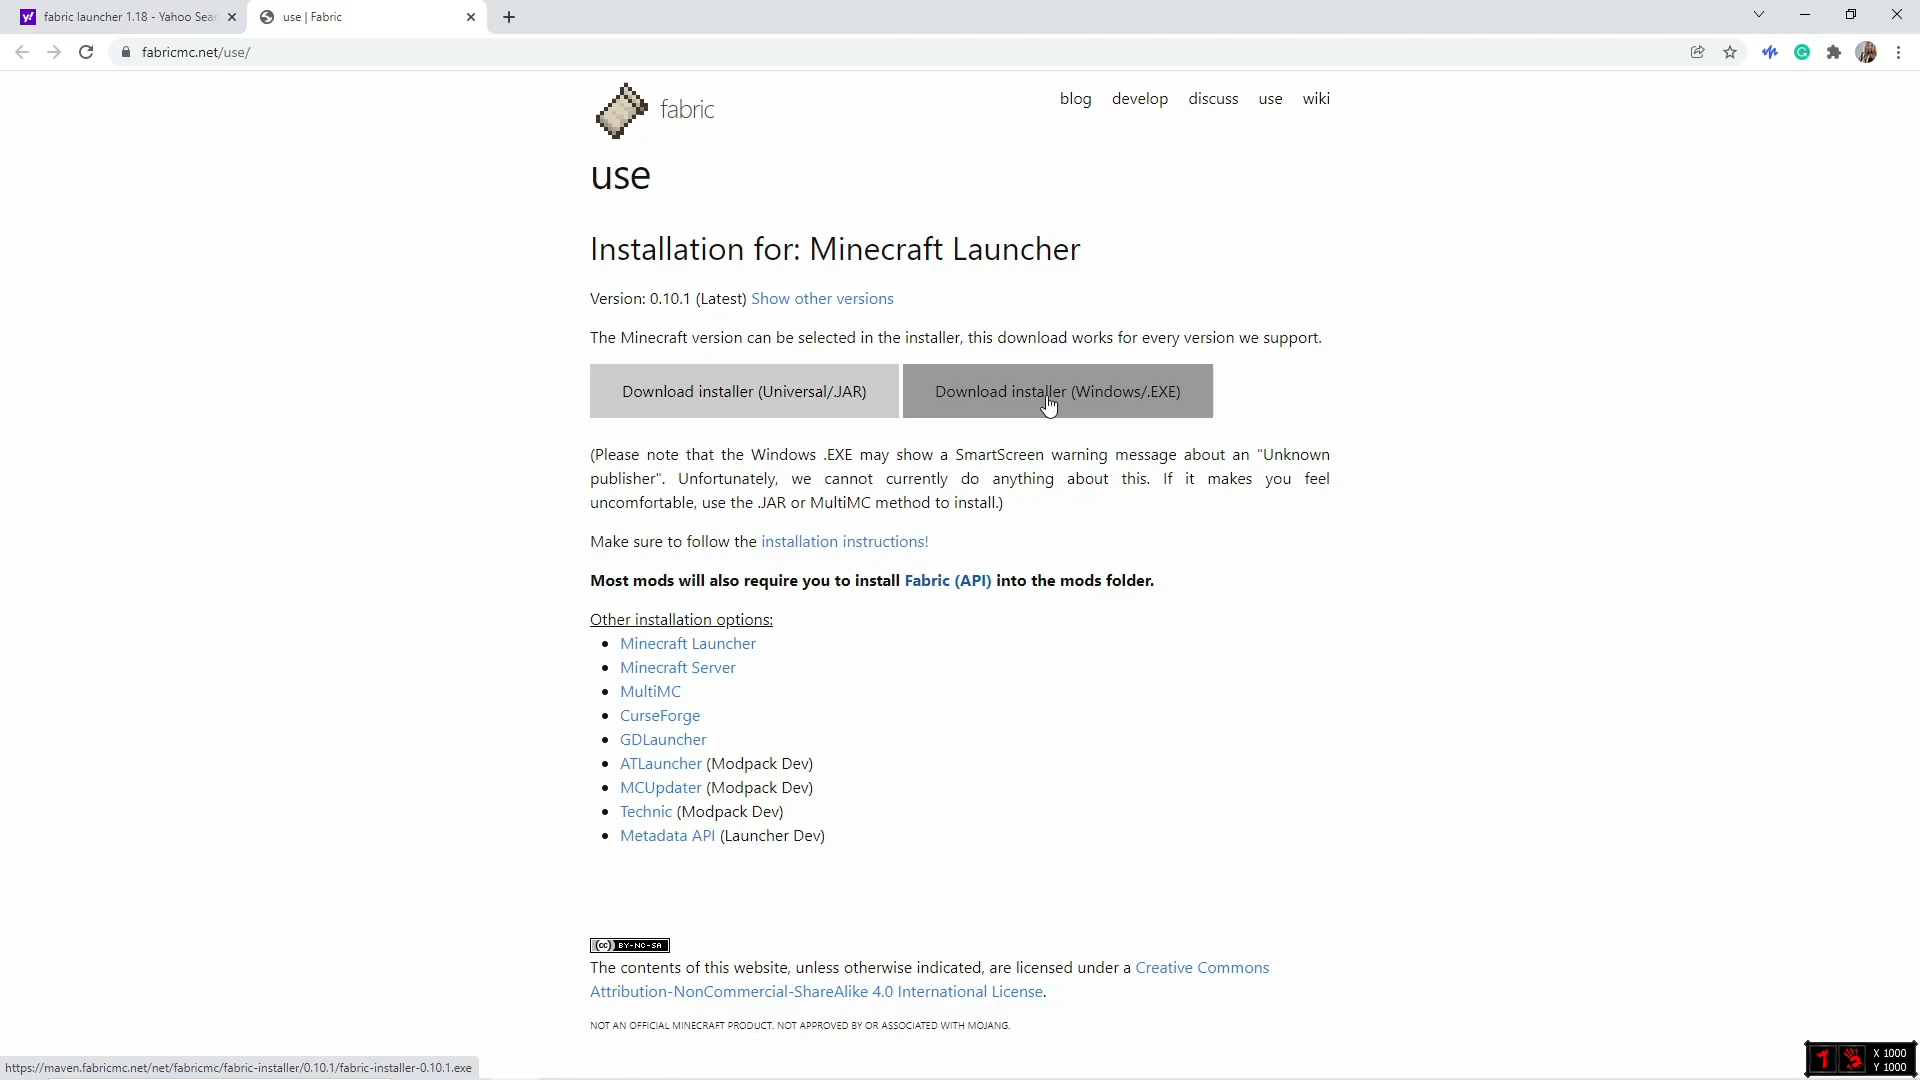 fabric launcher 1.18 - Yahoo Sear
use | Fabric
fabricmc.net/use/
fabric
blog develop discuss use wiki
use
Installation for: Minecraft Launcher
Version: 0.10.1 (Latest) Show other versions
The Minecraft version can be selected in the installer, this download works for every version we support.
Download installer (Universal/.JAR) Download installer (Windows/.EXE)
(Please note that the Windows .EXE may show a SmartScreen warning message about an "Unknown
publisher". Unfortunately, we cannot currently do anything about this. If it makes you feel
uncomfortable, use the .JAR or MultiMC method to install.)
Make sure to follow the installation instructions!
Most mods will also require you to install Fabric (API) into the mods folder.
Other installation options:
Minecraft Launcher
Minecraft Server
MultiMC
CurseForge
GDLauncher
ATLauncher (Modpack Dev)
MCUpdater (Modpack Dev)
Technic (Modpack Dev)
Metadata API (Launcher Dev)
(cc) BY-NC-SA
The contents of this website, unless otherwise indicated, are licensed under a Creative Commons
Attribution-NonCommercial-ShareAlike 4.0 International License.
NOT AN OFFICIAL MINECRAFT PRODUCT. NOT APPROVED BY OR ASSOCIATED WITH MOJANG.
https://maven.fabricmc.net/net/fabricmc/fabric-installer/0.10.1/fabric-installer-0.10.1.exe
X 1000
Y 1000